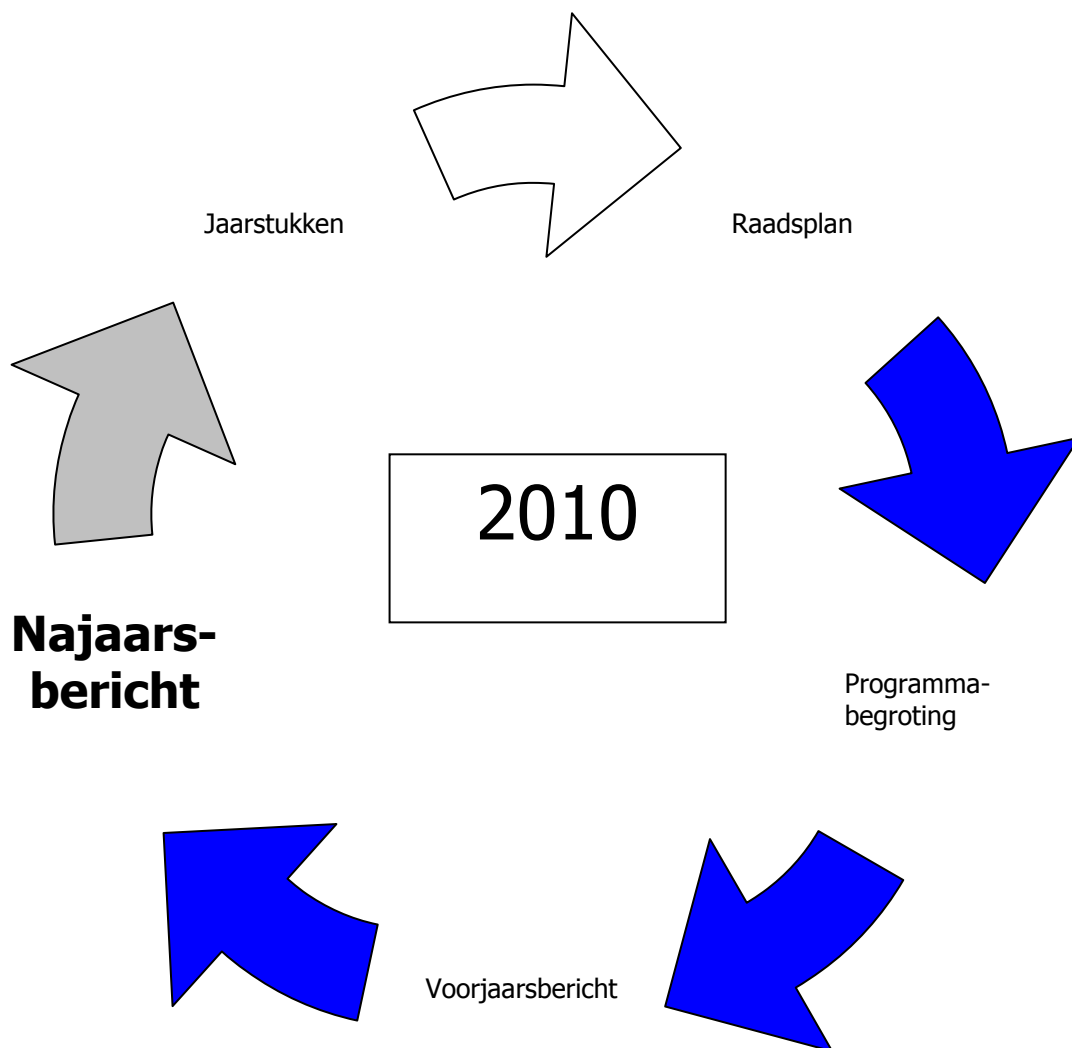 Jaarstukken
Raadsplan
2010
Najaars-
bericht
Programma-
begroting
Voorjaarsbericht